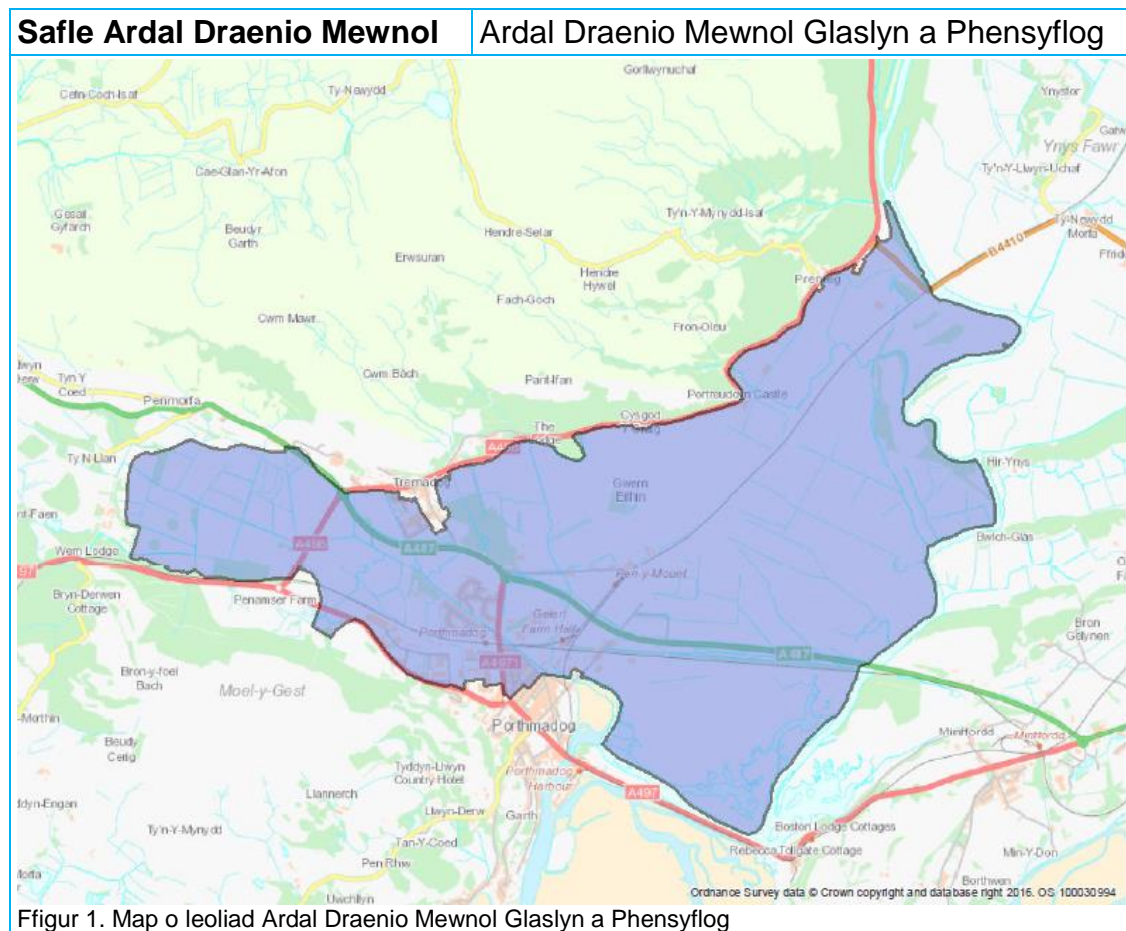 Safle Ardal Draenio Mewnol
Ardal Draenio Mewnol Glaslyn a Phensyflog
Gorllwynuchaf
Cefn-Coch-Isaf
Ty-Newydd
Ynysfor
Ynys Fawr
Cae-Glan-Yr-Afon
Ty'n-Y-Llwyn-Uchaf
Gesail Gyfarch
Beudyr Garth
Hendre-Selar
Ty'n-Y-Mynydd-Isaf
Ty-Newydd Morfa
B4410
Erwsuran
Hendre Hywel
Prenteg
Fach-Goch
Cwm Mawr
Fron-Oleu
Cwm-Bach
Pant-Ifan
Tyn Y Coed
Penmorfa
Portreuddyn Castle
Cysgod Y Graig
The
Ty N-Llan
Tremadog
Hir-Ynys
Gwern Eithin
Wern Lodge
A487
Bwlch-Glas
Pen-y-Mount
Bryn-Derwen Cottage
Penamser Farm
Porthmadog
Gelert Farm Halt
Bron
A4971
A487
Bron-y-foel Bach
Moel-y-Gest
Porthmadog
Minffordd
Minffordd
Beudy Cerrig
Tyddyn-Llwyn Country Hotel
Porthmadog Harbour
A497
Llannerch
Llwyn-Derw
Garth
Boston Lodge Cottages
Ty'n-Y-Mynydd
Tan-Y-Coed
Rebecca Tollgate Cottage
Min-Y-Don
Pen Rhiw
Borthwen
Uwchllyn
Ordnance Survey data © Crown copyright and database right 2016. OS 100030994
Ffigur 1. Map o leoliad Ardal Draenio Mewnol Glaslyn a Phensyflog